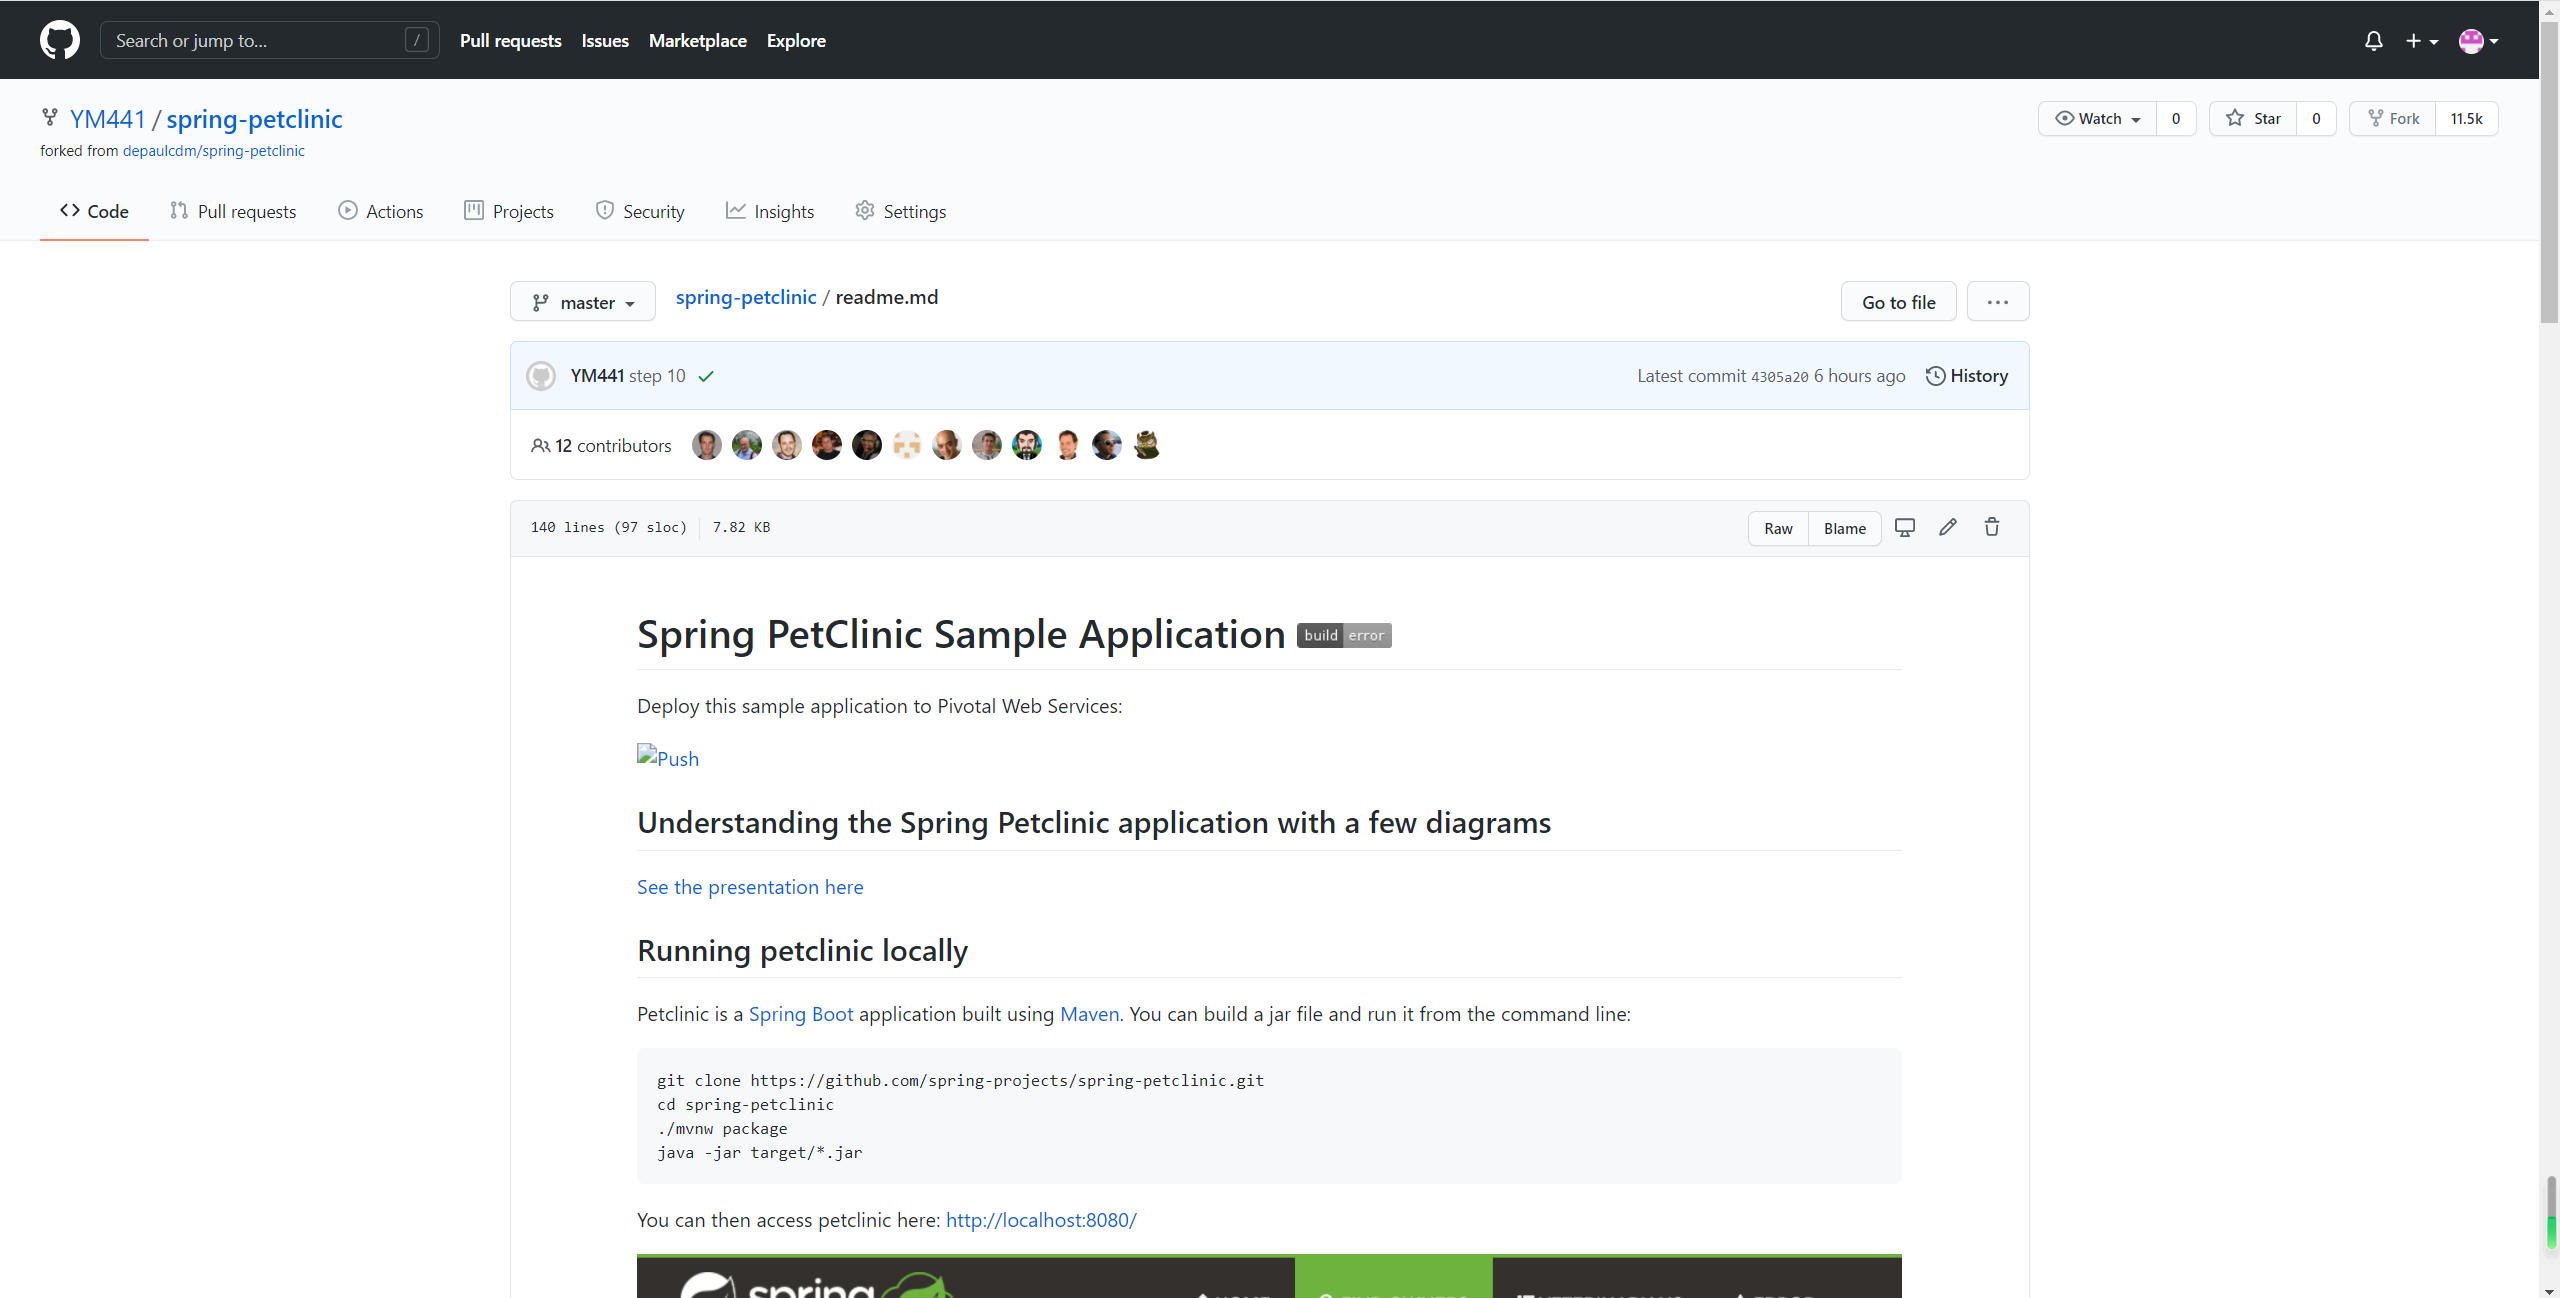 Search or jump to... /
Pull requests Issues Marketplace Explore
YM441 / spring-petclinic
Watch 0 Star 0 Fork 11.5k
forked from depaulcdm/spring-petclinic
Code Pull requests Actions Projects Security Insights Settings
master spring-petclinic / readme.md Go to file
YM441 step 10 Latest commit 4305a20 6 hours ago History
12 contributors
140 lines (97 sloc) 7.82 KB Raw Blame
Spring PetClinic Sample Application build error
Deploy this sample application to Pivotal Web Services:
Push
Understanding the Spring Petclinic application with a few diagrams
See the presentation here
Running petclinic locally
Petclinic is a Spring Boot application built using Maven. You can build a jar file and run it from the command line:
git clone https://github.com/spring-projects/spring-petclinic.git
cd spring-petclinic
./mvnw package
java -jar target/*.jar
You can then access petclinic here: http://localhost:8080/
spring